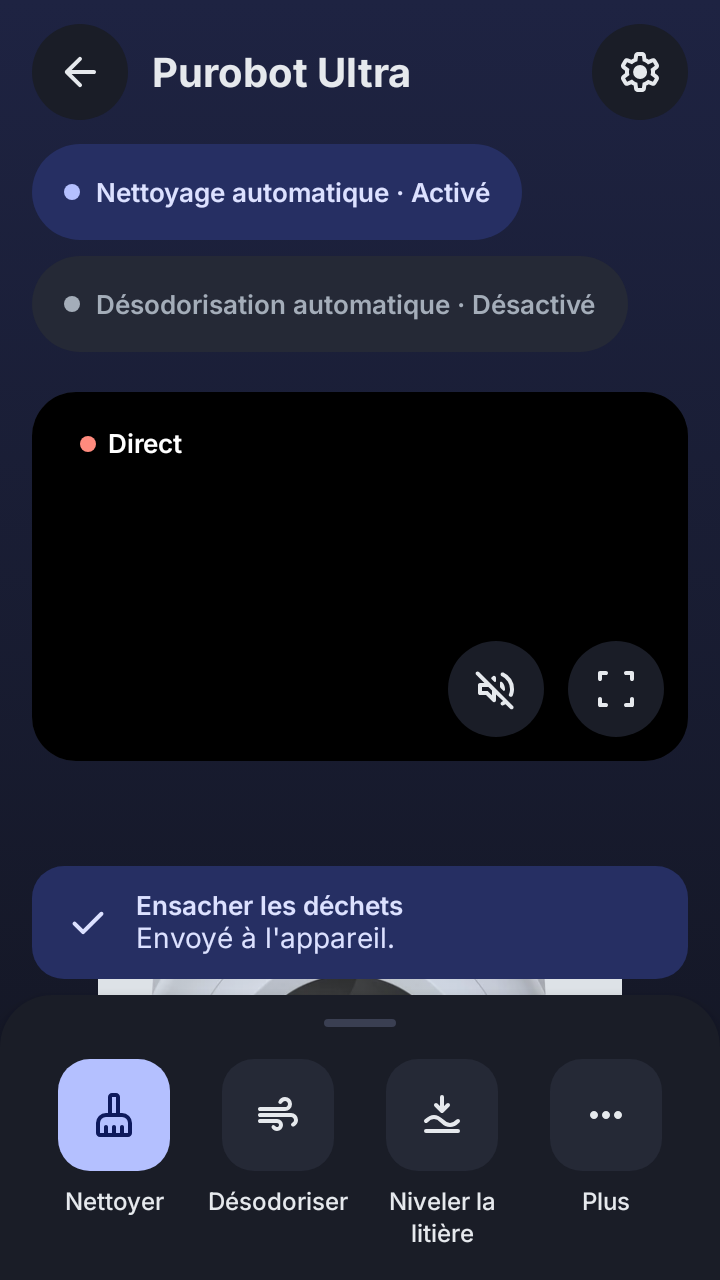 Purobot Ultra
Nettoyage automatique · Activé
Désodorisation automatique · Désactivé
Direct
Ensacher les déchets
Envoyé à l'appareil.
Nettoyer
Désodoriser
Niveler la
litière
Plus